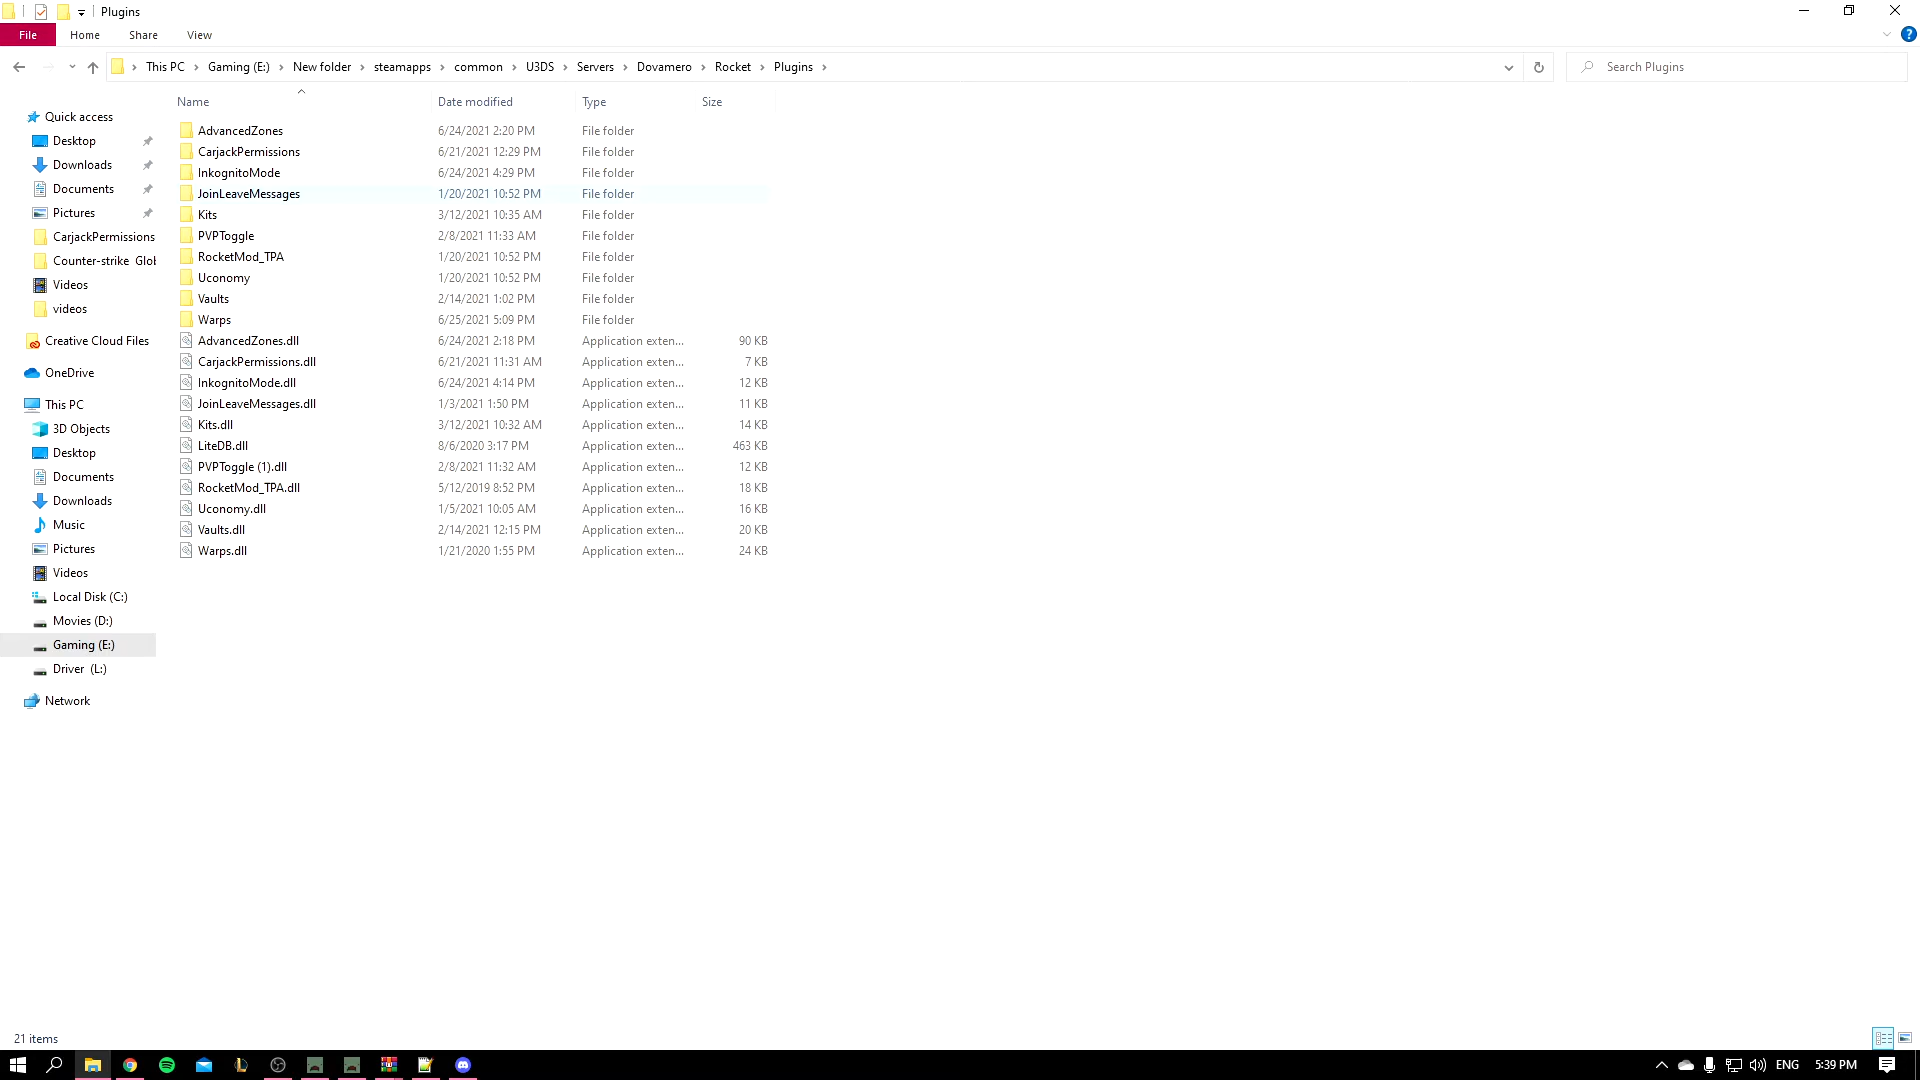 Plugins
File Home Share View
This PC Gaming (E:) New folder steamapps common U3DS Servers Dovamero Rocket Plugins Search Plugins
Name Date modified Type Size
Quick access
Desktop
Downloads
Documents
Pictures
CarjackPermissions
Counter-strike Glob
Videos
videos
Creative Cloud Files
OneDrive
This PC
3D Objects
Desktop
Documents
Downloads
Music
Pictures
Videos
Local Disk (C:)
Movies (D:)
Gaming (E:)
Driver (L:)
Network
AdvancedZones 6/24/2021 2:20 PM File folder
CarjackPermissions 6/21/2021 12:29 PM File folder
InkognitoMode 6/24/2021 4:29 PM File folder
JoinLeaveMessages 1/20/2021 10:52 PM File folder
Kits 3/12/2021 10:35 AM File folder
PVPToggle 2/8/2021 11:33 AM File folder
RocketMod_TPA 1/20/2021 10:52 PM File folder
Uconomy 1/20/2021 10:52 PM File folder
Vaults 2/14/2021 1:02 PM File folder
Warps 6/25/2021 5:09 PM File folder
AdvancedZones.dll 6/24/2021 2:18 PM Application exten... 90 KB
CarjackPermissions.dll 6/21/2021 11:31 AM Application exten... 7 KB
InkognitoMode.dll 6/24/2021 4:14 PM Application exten... 12 KB
JoinLeaveMessages.dll 1/3/2021 1:50 PM Application exten... 11 KB
Kits.dll 3/12/2021 10:32 AM Application exten... 14 KB
LiteDB.dll 8/6/2020 3:17 PM Application exten... 463 KB
PVPToggle (1).dll 2/8/2021 11:32 AM Application exten... 12 KB
RocketMod_TPA.dll 5/12/2019 8:52 PM Application exten... 18 KB
Uconomy.dll 1/5/2021 10:05 AM Application exten... 16 KB
Vaults.dll 2/14/2021 12:15 PM Application exten... 20 KB
Warps.dll 1/21/2020 1:55 PM Application exten... 24 KB
21 items
ENG 5:39 PM